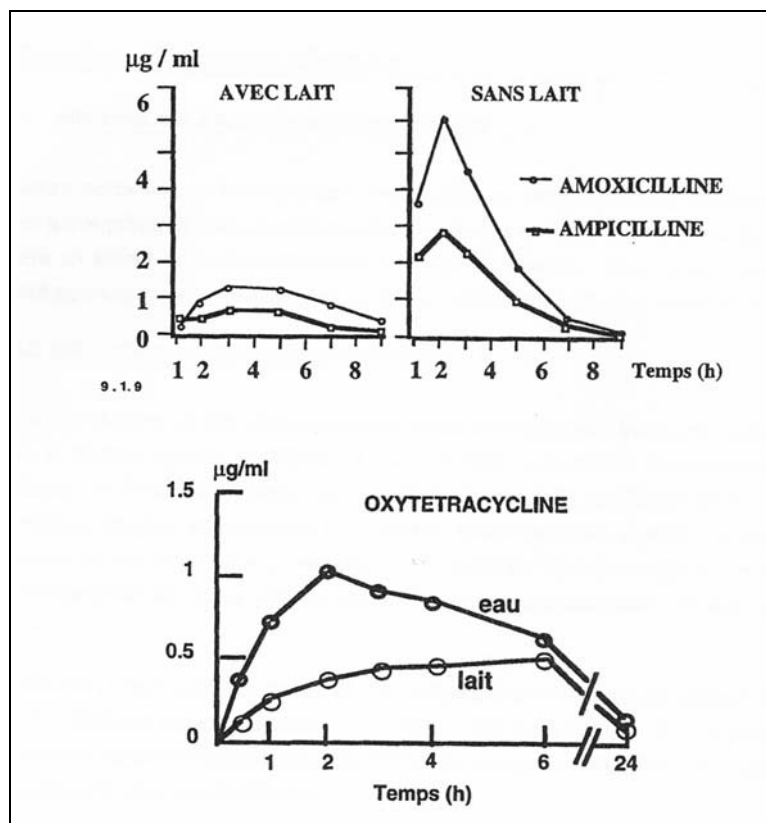 µg / ml
AVEC LAIT
SANS LAIT
6
4
2
1
0
AMOXICILLINE
AMPICILLINE
1 2 4 6 8
1 2 4 6 8
Temps (h)
9.1.9
µg/ml
1.5
OXYTETRACYCLINE
1
eau
0.5
lait
0
1 2 4 6 24
Temps (h)